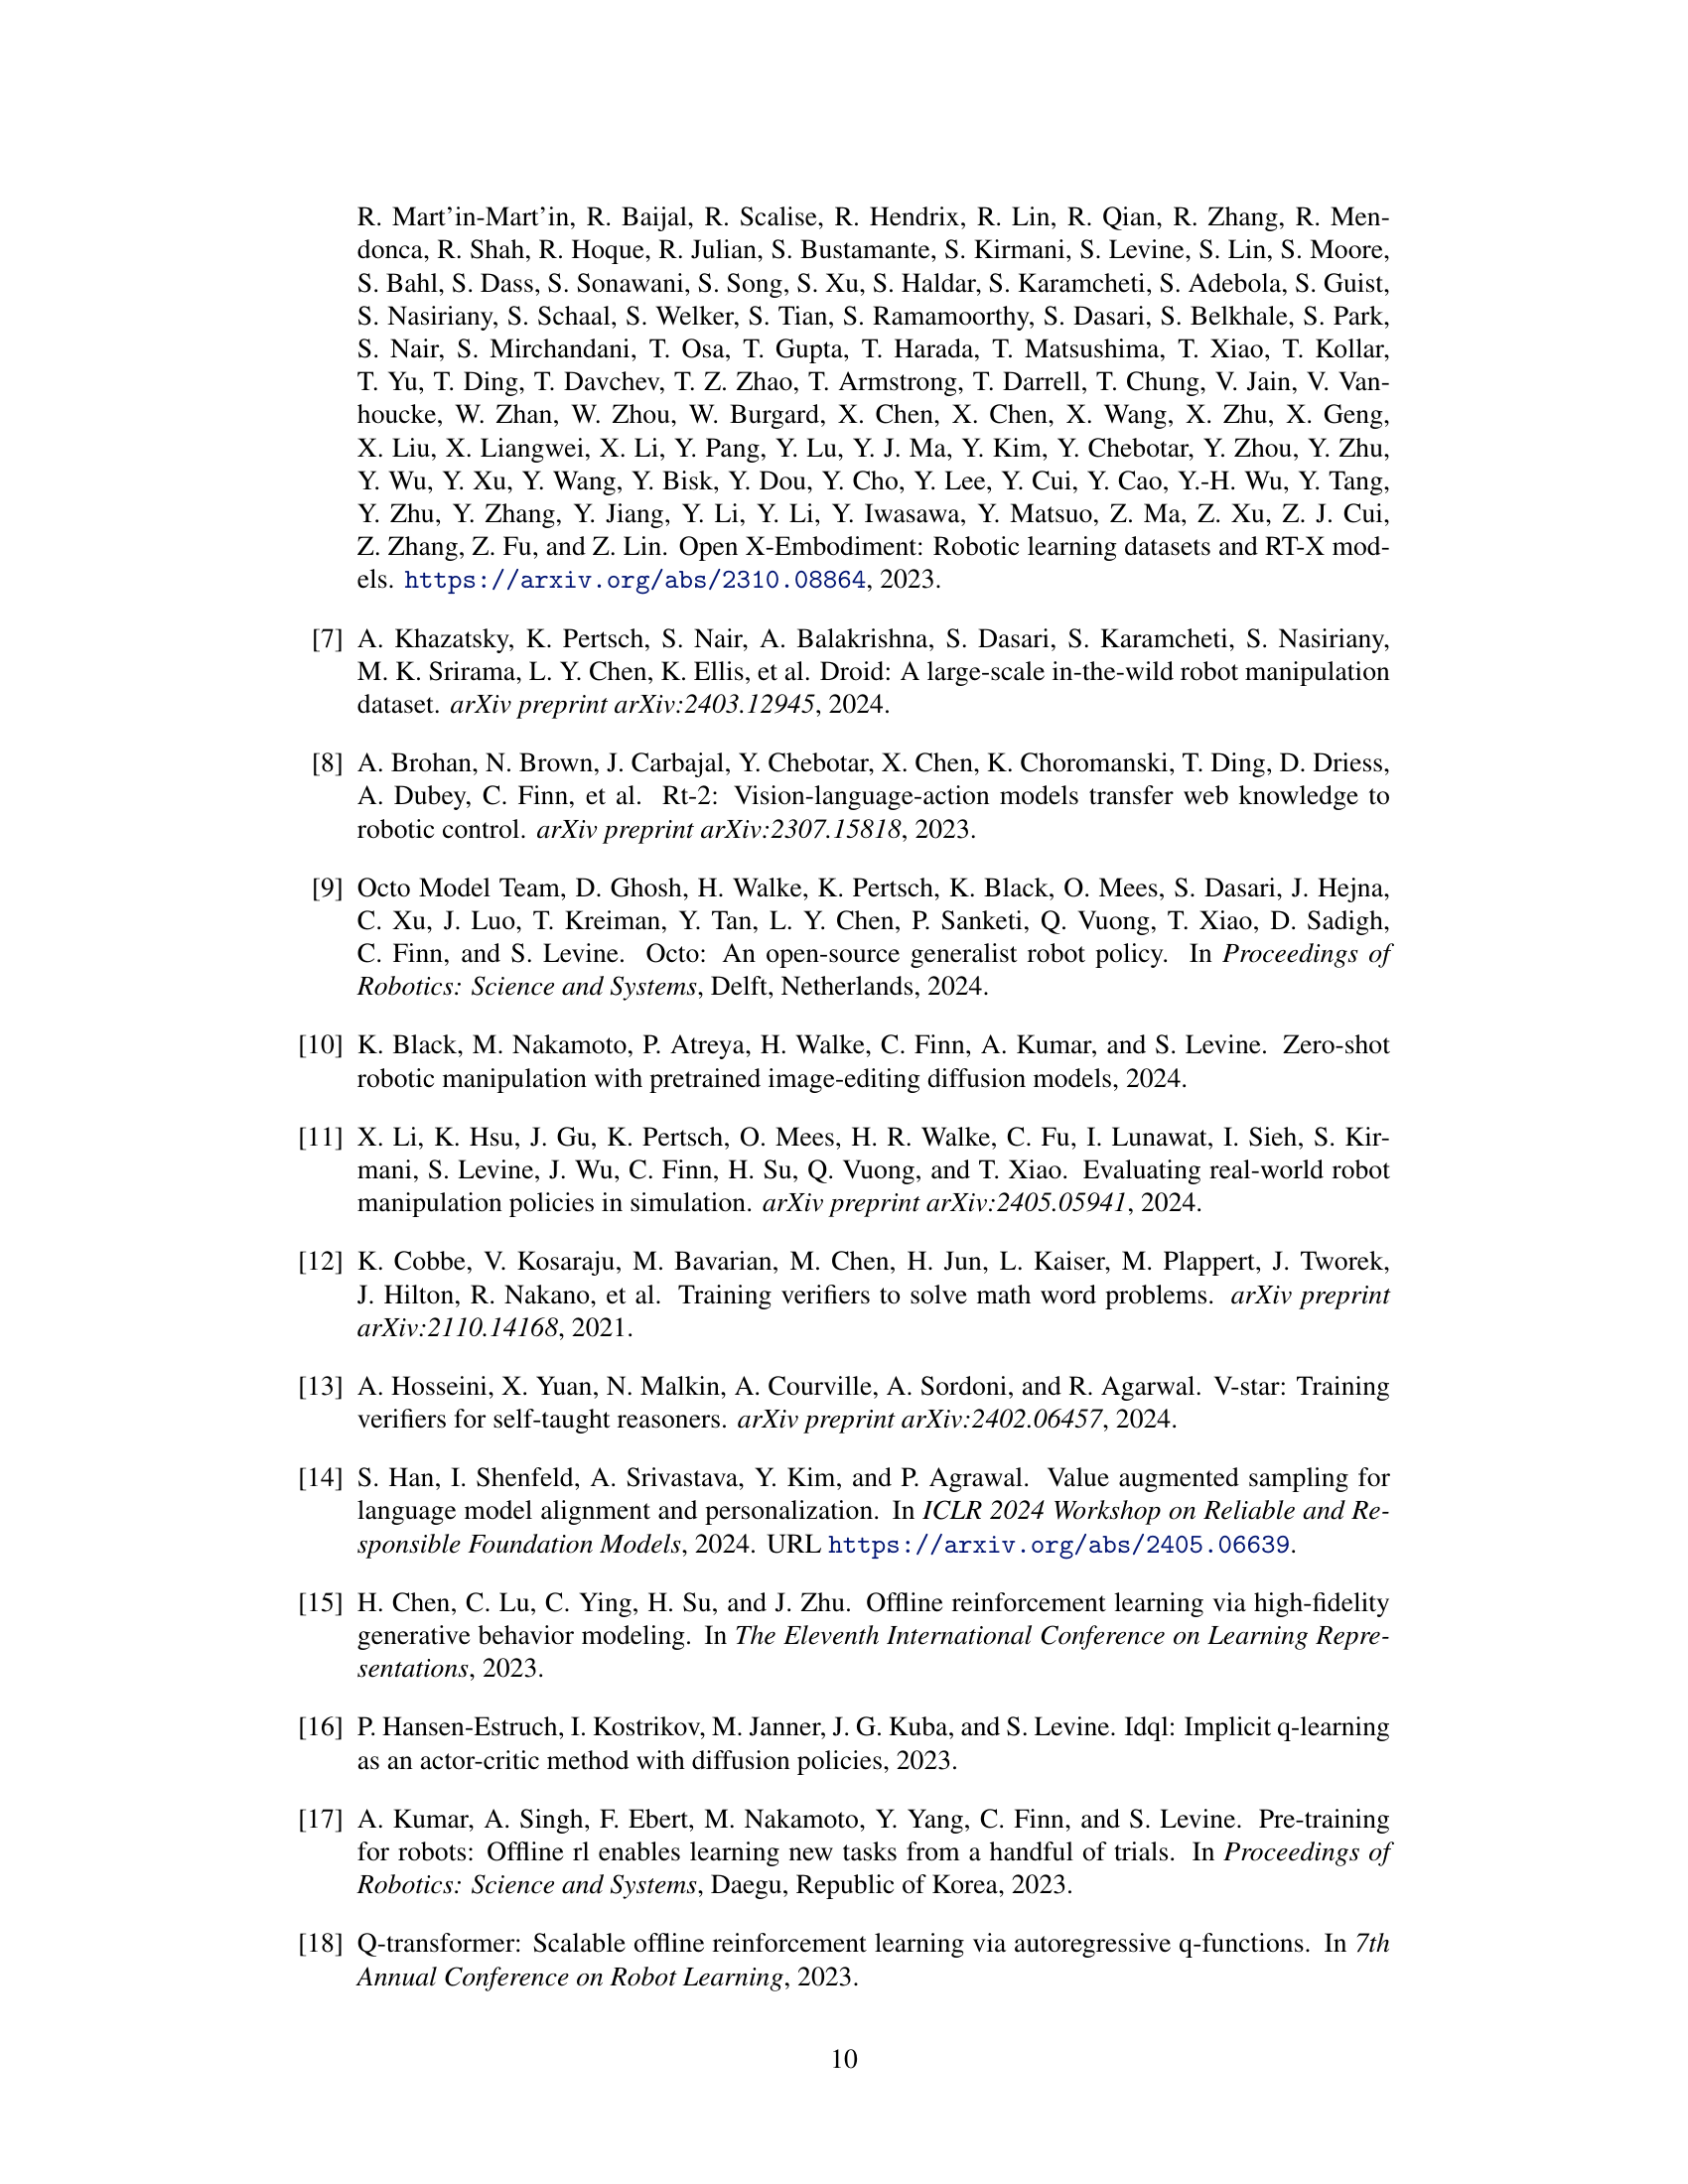 R. Mart'in-Mart'in, R. Baijal, R. Scalise, R. Hendrix, R. Lin, R. Qian, R. Zhang, R. Men-
donca, R. Shah, R. Hoque, R. Julian, S. Bustamante, S. Kirmani, S. Levine, S. Lin, S. Moore,
S. Bahl, S. Dass, S. Sonawani, S. Song, S. Xu, S. Haldar, S. Karamcheti, S. Adebola, S. Guist,
S. Nasiriany, S. Schaal, S. Welker, S. Tian, S. Ramamoorthy, S. Dasari, S. Belkhale, S. Park,
S. Nair, S. Mirchandani, T. Osa, T. Gupta, T. Harada, T. Matsushima, T. Xiao, T. Kollar,
T. Yu, T. Ding, T. Davchev, T. Z. Zhao, T. Armstrong, T. Darrell, T. Chung, V. Jain, V. Van-
houcke, W. Zhan, W. Zhou, W. Burgard, X. Chen, X. Chen, X. Wang, X. Zhu, X. Geng,
X. Liu, X. Liangwei, X. Li, Y. Pang, Y. Lu, Y. J. Ma, Y. Kim, Y. Chebotar, Y. Zhou, Y. Zhu,
Y. Wu, Y. Xu, Y. Wang, Y. Bisk, Y. Dou, Y. Cho, Y. Lee, Y. Cui, Y. Cao, Y.-H. Wu, Y. Tang,
Y. Zhu, Y. Zhang, Y. Jiang, Y. Li, Y. Li, Y. Iwasawa, Y. Matsuo, Z. Ma, Z. Xu, Z. J. Cui,
Z. Zhang, Z. Fu, and Z. Lin. Open X-Embodiment: Robotic learning datasets and RT-X mod-
els. https://arxiv.org/abs/2310.08864, 2023.
[7] A. Khazatsky, K. Pertsch, S. Nair, A. Balakrishna, S. Dasari, S. Karamcheti, S. Nasiriany,
M. K. Srirama, L. Y. Chen, K. Ellis, et al. Droid: A large-scale in-the-wild robot manipulation
dataset. arXiv preprint arXiv:2403.12945, 2024.
[8] A. Brohan, N. Brown, J. Carbajal, Y. Chebotar, X. Chen, K. Choromanski, T. Ding, D. Driess,
A. Dubey, C. Finn, et al. Rt-2: Vision-language-action models transfer web knowledge to
robotic control. arXiv preprint arXiv:2307.15818, 2023.
[9] Octo Model Team, D. Ghosh, H. Walke, K. Pertsch, K. Black, O. Mees, S. Dasari, J. Hejna,
C. Xu, J. Luo, T. Kreiman, Y. Tan, L. Y. Chen, P. Sanketi, Q. Vuong, T. Xiao, D. Sadigh,
C. Finn, and S. Levine. Octo: An open-source generalist robot policy. In Proceedings of
Robotics: Science and Systems, Delft, Netherlands, 2024.
[10] K. Black, M. Nakamoto, P. Atreya, H. Walke, C. Finn, A. Kumar, and S. Levine. Zero-shot
robotic manipulation with pretrained image-editing diffusion models, 2024.
[11] X. Li, K. Hsu, J. Gu, K. Pertsch, O. Mees, H. R. Walke, C. Fu, I. Lunawat, I. Sieh, S. Kir-
mani, S. Levine, J. Wu, C. Finn, H. Su, Q. Vuong, and T. Xiao. Evaluating real-world robot
manipulation policies in simulation. arXiv preprint arXiv:2405.05941, 2024.
[12] K. Cobbe, V. Kosaraju, M. Bavarian, M. Chen, H. Jun, L. Kaiser, M. Plappert, J. Tworek,
J. Hilton, R. Nakano, et al. Training verifiers to solve math word problems. arXiv preprint
arXiv:2110.14168, 2021.
[13] A. Hosseini, X. Yuan, N. Malkin, A. Courville, A. Sordoni, and R. Agarwal. V-star: Training
verifiers for self-taught reasoners. arXiv preprint arXiv:2402.06457, 2024.
[14] S. Han, I. Shenfeld, A. Srivastava, Y. Kim, and P. Agrawal. Value augmented sampling for
language model alignment and personalization. In ICLR 2024 Workshop on Reliable and Re-
sponsible Foundation Models, 2024. URL https://arxiv.org/abs/2405.06639.
[15] H. Chen, C. Lu, C. Ying, H. Su, and J. Zhu. Offline reinforcement learning via high-fidelity
generative behavior modeling. In The Eleventh International Conference on Learning Repre-
sentations, 2023.
[16] P. Hansen-Estruch, I. Kostrikov, M. Janner, J. G. Kuba, and S. Levine. Idql: Implicit q-learning
as an actor-critic method with diffusion policies, 2023.
[17] A. Kumar, A. Singh, F. Ebert, M. Nakamoto, Y. Yang, C. Finn, and S. Levine. Pre-training
for robots: Offline rl enables learning new tasks from a handful of trials. In Proceedings of
Robotics: Science and Systems, Daegu, Republic of Korea, 2023.
[18] Q-transformer: Scalable offline reinforcement learning via autoregressive q-functions. In 7th
Annual Conference on Robot Learning, 2023.
10